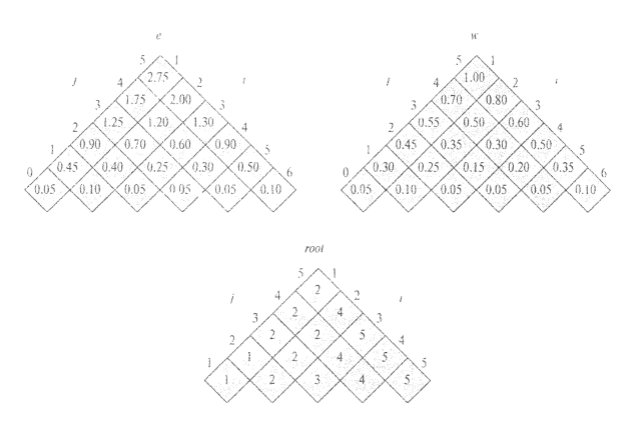 e
w
5 1
5 1
j 4 2.75 2 i
j 4 1.00 2 i
3 1.75 2.00 3
3 0.70 0.80 3
2 1.25 1.20 1.30 4
2 0.55 0.50 0.60 4
1 0.90 0.70 0.60 0.90 5
1 0.45 0.35 0.30 0.50 5
0 0.45 0.40 0.25 0.30 0.50 6
0 0.30 0.25 0.15 0.20 0.35 6
0.05 0.10 0.05 0.05 0.05 0.10
0.05 0.10 0.05 0.05 0.05 0.10
root
5 1
j 4 2 2 i
3 2 4 3
2 2 2 5 4
1 1 2 4 5 5
1 2 3 4 5